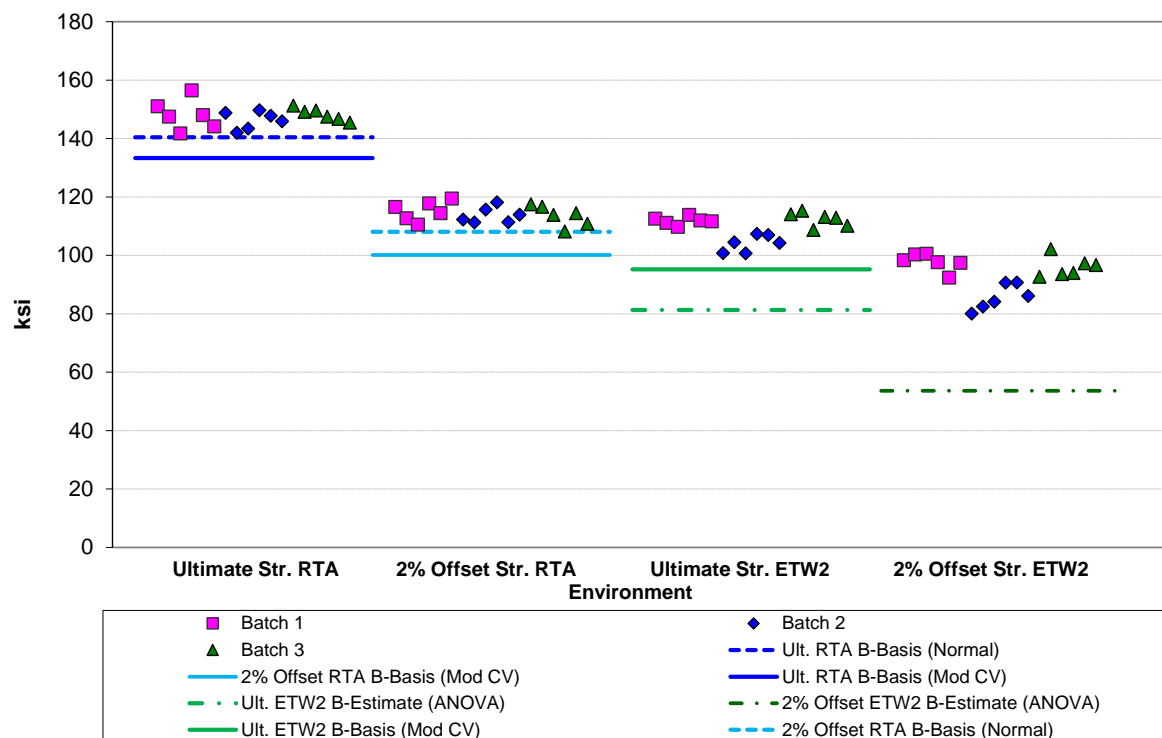 180
160
140
120
100
80
60
40
20
0
ksi
Ultimate Str. RTA 2% Offset Str. RTA Ultimate Str. ETW2 2% Offset Str. ETW2
Environment
Batch 1 Batch 2
Batch 3 Ult. RTA B-Basis (Normal)
2% Offset RTA B-Basis (Mod CV) Ult. RTA B-Basis (Mod CV)
Ult. ETW2 B-Estimate (ANOVA) 2% Offset ETW2 B-Estimate (ANOVA)
Ult. ETW2 B-Basis (Mod CV) 2% Offset RTA B-Basis (Normal)